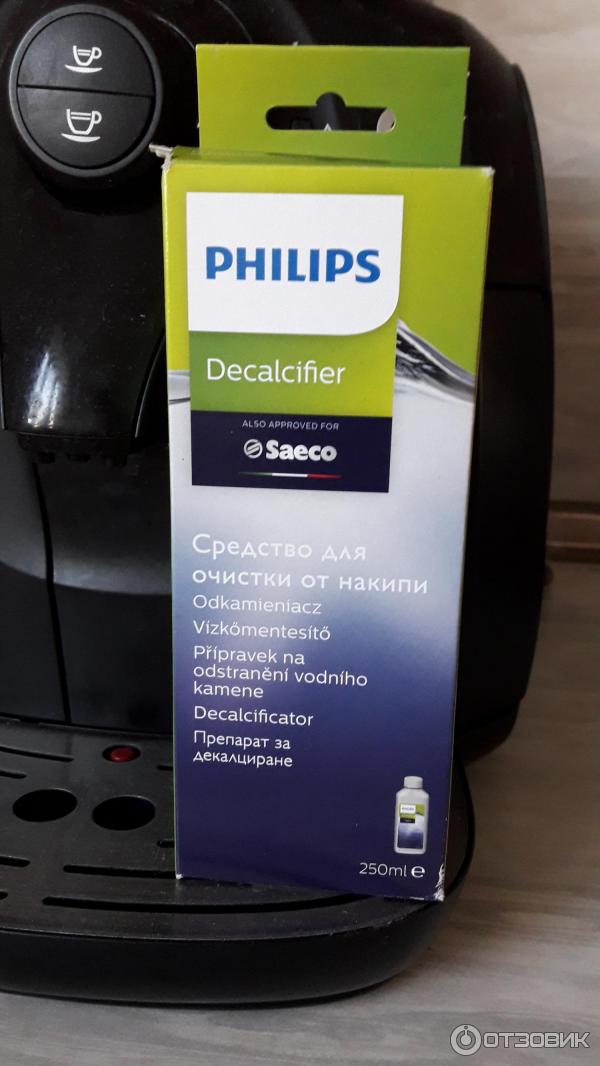 PHILIPS
Decalcifier
ALSO APPROVED FOR
Saeco
Средство для
очистки от накипи
Odkamieniacz
Vízkőmentesítő
Přípravek na
odstranění vodního
kamene
Decalcificator
Препарат за
декалциране
PHILIPS
250ml e
ОТЗОВИК